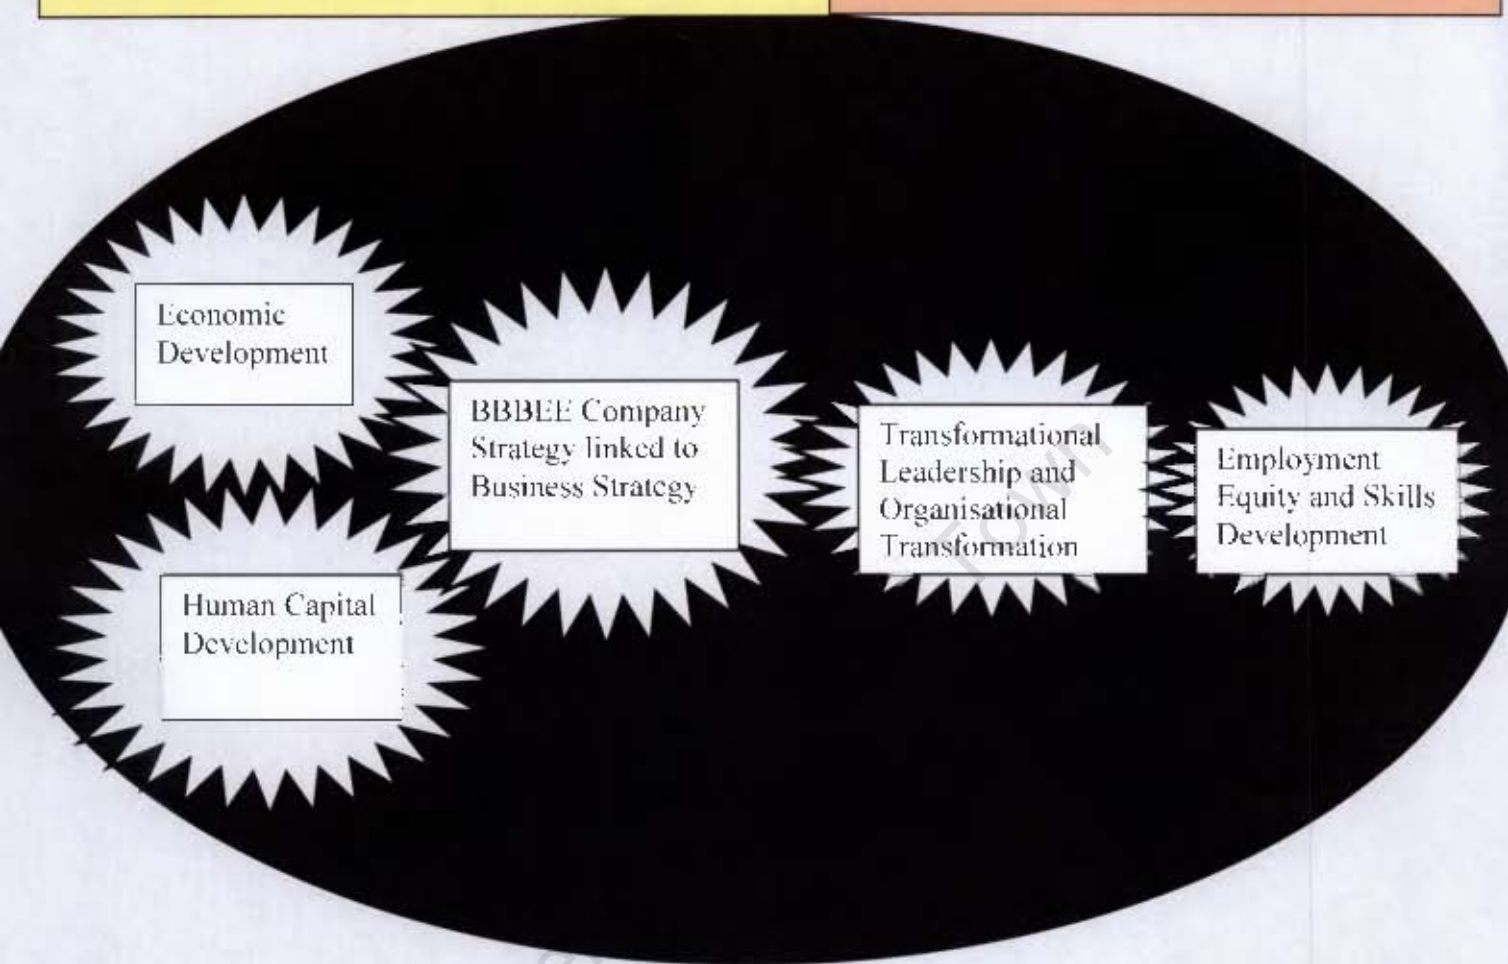 Economic
Development
BBBEE Company
Strategy linked to
Business Strategy
Transformational
Leadership and
Organisational
Transformation
Employment
Equity and Skills
Development
Human Capital
Development
Town